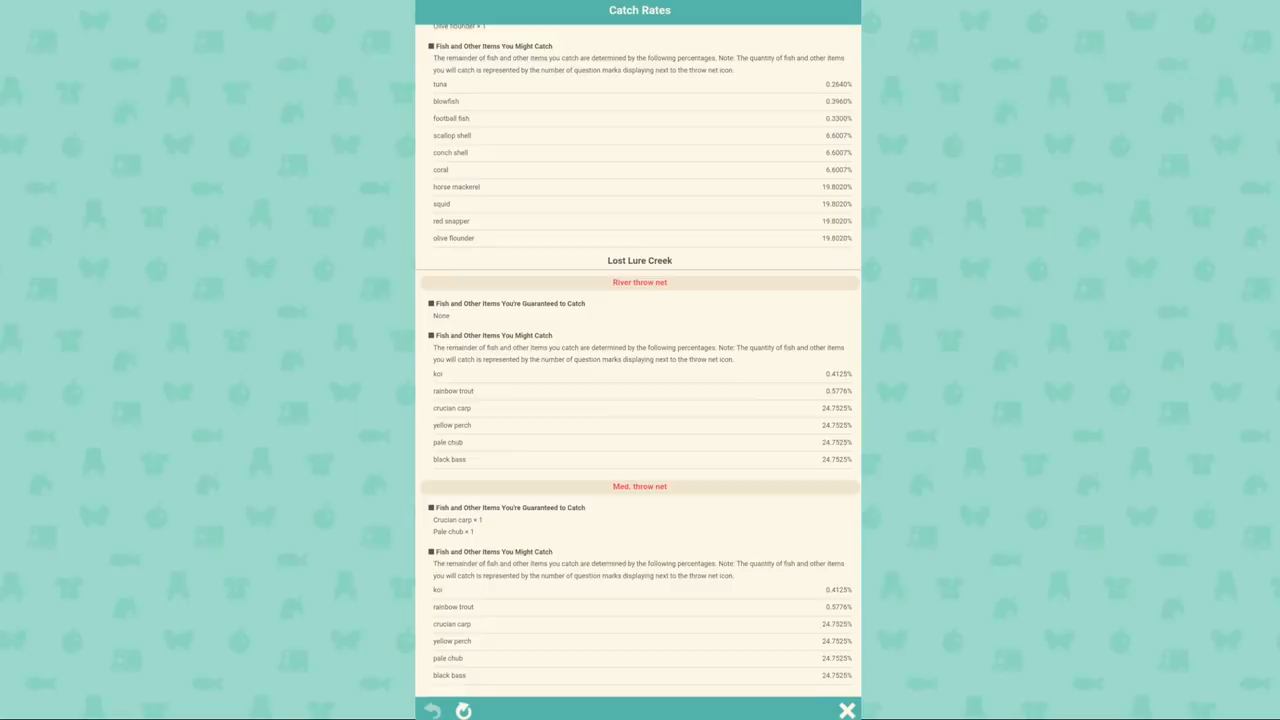 Catch Rates
Olive flounder × 1
■ Fish and Other Items You Might Catch
The remainder of fish and other items you catch are determined by the following percentages. Note: The quantity of fish and other items
you will catch is represented by the number of question marks displaying next to the throw net icon.
tuna 0.2640%
blowfish 0.3960%
football fish 0.3300%
scallop shell 6.6007%
conch shell 6.6007%
coral 6.6007%
horse mackerel 19.8020%
squid 19.8020%
red snapper 19.8020%
olive flounder 19.8020%
Lost Lure Creek
River throw net
■ Fish and Other Items You're Guaranteed to Catch
None
■ Fish and Other Items You Might Catch
The remainder of fish and other items you catch are determined by the following percentages. Note: The quantity of fish and other items
you will catch is represented by the number of question marks displaying next to the throw net icon.
koi 0.4125%
rainbow trout 0.5776%
crucian carp 24.7525%
yellow perch 24.7525%
pale chub 24.7525%
black bass 24.7525%
Med. throw net
■ Fish and Other Items You're Guaranteed to Catch
Crucian carp × 1
Pale chub × 1
■ Fish and Other Items You Might Catch
The remainder of fish and other items you catch are determined by the following percentages. Note: The quantity of fish and other items
you will catch is represented by the number of question marks displaying next to the throw net icon.
koi 0.4125%
rainbow trout 0.5776%
crucian carp 24.7525%
yellow perch 24.7525%
pale chub 24.7525%
black bass 24.7525%